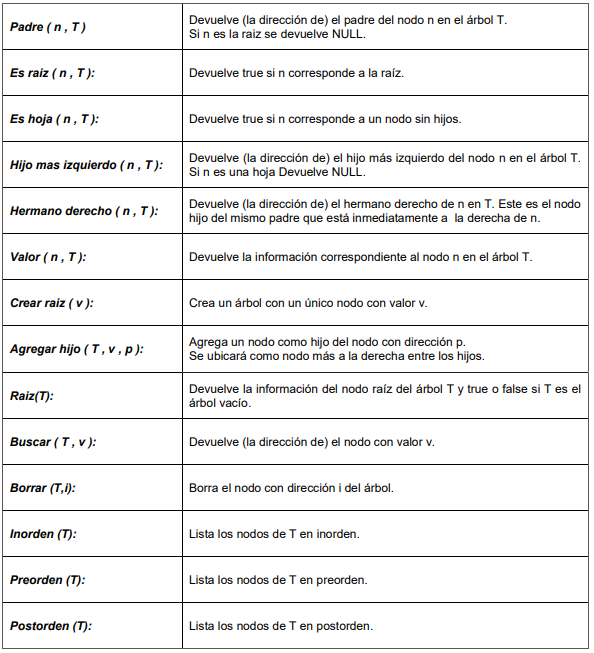 Padre ( n , T )
Devuelve (la dirección de) el padre del nodo n en el árbol T.
Si n es la raiz se devuelve NULL.
Es raiz ( n , T ):
Devuelve true si n corresponde a la raíz.
Es hoja ( n , T ):
Devuelve true si n corresponde a un nodo sin hijos.
Hijo mas izquierdo ( n , T ):
Devuelve (la dirección de) el hijo más izquierdo del nodo n en el árbol T.
Si n es una hoja Devuelve NULL.
Hermano derecho ( n , T ):
Devuelve (la dirección de) el hermano derecho de n en T. Este es el nodo
hijo del mismo padre que está inmediatamente a la derecha de n.
Valor ( n , T ):
Devuelve la información correspondiente al nodo n en el árbol T.
Crear raiz ( v ):
Crea un árbol con un único nodo con valor v.
Agregar hijo ( T , v , p ):
Agrega un nodo como hijo del nodo con dirección p.
Se ubicará como nodo más a la derecha entre los hijos.
Raiz(T):
Devuelve la información del nodo raíz del árbol T y true o false si T es el
árbol vacío.
Buscar ( T , v ):
Devuelve (la dirección de) el nodo con valor v.
Borrar (T,i):
Borra el nodo con dirección i del árbol.
Inorden (T):
Lista los nodos de T en inorden.
Preorden (T):
Lista los nodos de T en preorden.
Postorden (T):
Lista los nodos de T en postorden.